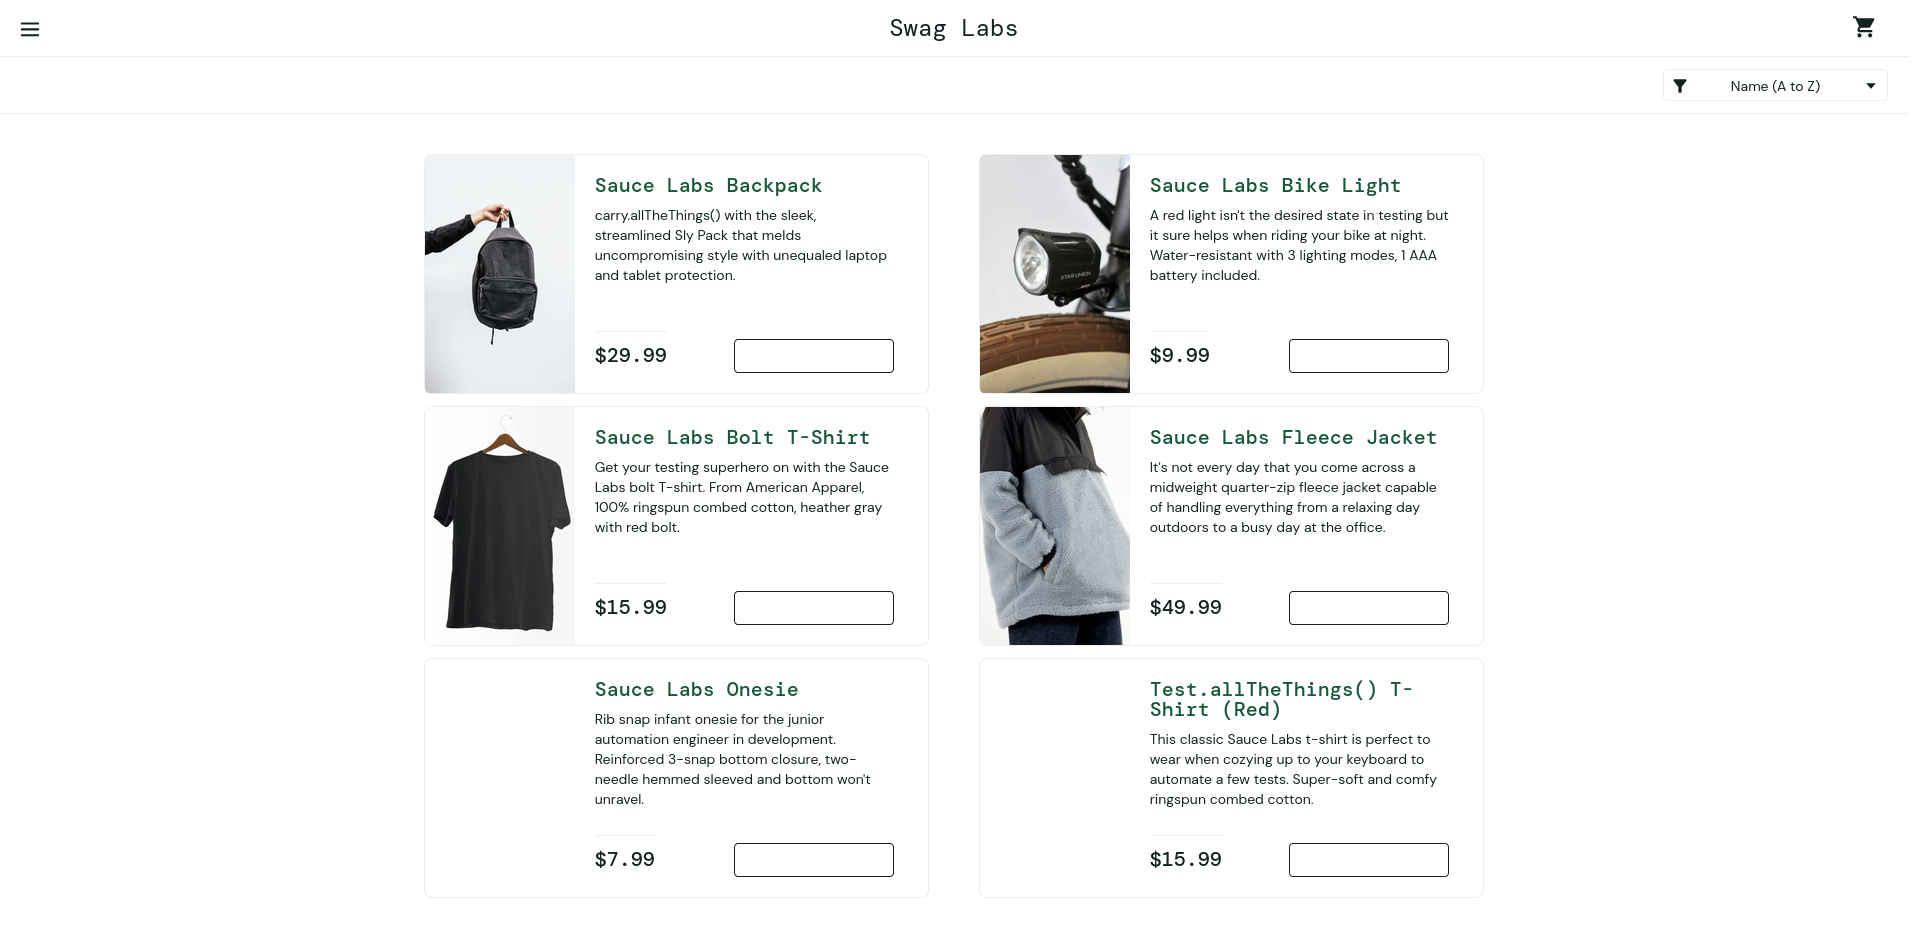 Swag Labs
Name (A to Z)
Sauce Labs Backpack
carry.allTheThings() with the sleek,
streamlined Sly Pack that melds
uncompromising style with unequaled laptop
and tablet protection.
$29.99
Sauce Labs Bike Light
A red light isn't the desired state in testing but
it sure helps when riding your bike at night.
Water-resistant with 3 lighting modes, 1 AAA
battery included.
STAR UNION
$9.99
Sauce Labs Bolt T-Shirt
Get your testing superhero on with the Sauce
Labs bolt T-shirt. From American Apparel,
100% ringspun combed cotton, heather gray
with red bolt.
$15.99
Sauce Labs Fleece Jacket
It's not every day that you come across a
midweight quarter-zip fleece jacket capable
of handling everything from a relaxing day
outdoors to a busy day at the office.
$49.99
Sauce Labs Onesie
Rib snap infant onesie for the junior
automation engineer in development.
Reinforced 3-snap bottom closure, two-
needle hemmed sleeved and bottom won't
unravel.
$7.99
Test.allTheThings() T-
Shirt (Red)
This classic Sauce Labs t-shirt is perfect to
wear when cozying up to your keyboard to
automate a few tests. Super-soft and comfy
ringspun combed cotton.
$15.99